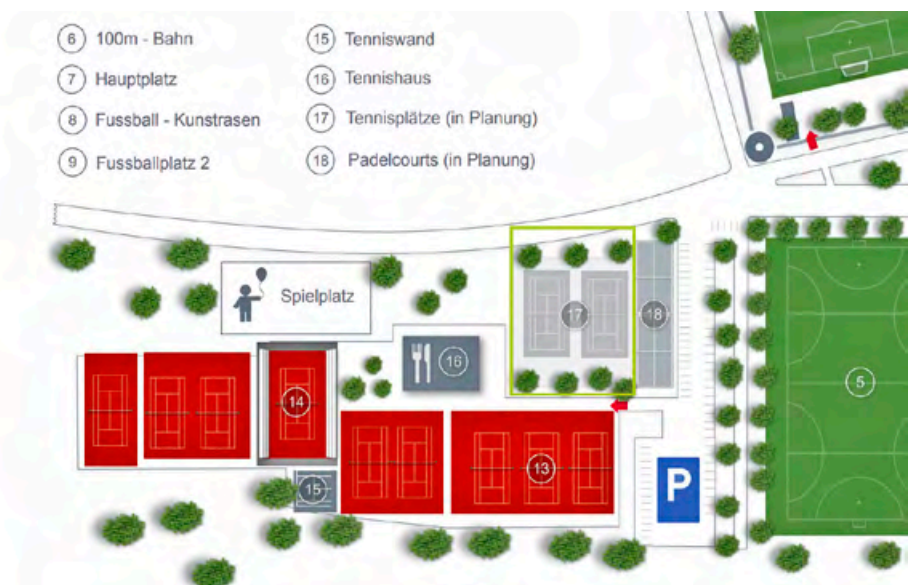 6 100m - Bahn
7 Hauptplatz
8 Fussball - Kunstrasen
9 Fussballplatz 2
15 Tenniswand
16 Tennishaus
17 Tennisplätze (in Planung)
18 Padelcourts (in Planung)
Spielplatz
17
18
16
5
14
13
15
P